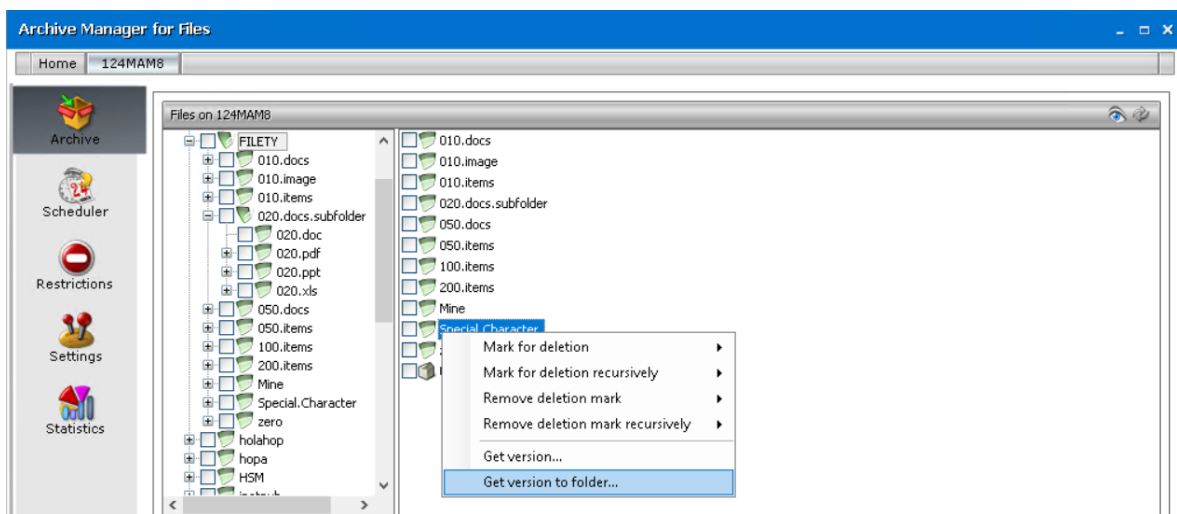 Archive Manager for Files
Home
124MAM8
Archive
Scheduler
Restrictions
Settings
Statistics
Files on 124MAM8
FILETY
010.docs
010.image
010.items
020.docs.subfolder
020.doc
020.pdf
020.ppt
020.xls
050.docs
050.items
100.items
200.items
Mine
Special.Character
zero
holahop
hopa
HSM
010.docs
010.image
010.items
020.docs.subfolder
050.docs
050.items
100.items
200.items
Mine
Special.Character
Mark for deletion
Mark for deletion recursively
Remove deletion mark
Remove deletion mark recursively
Get version...
Get version to folder...